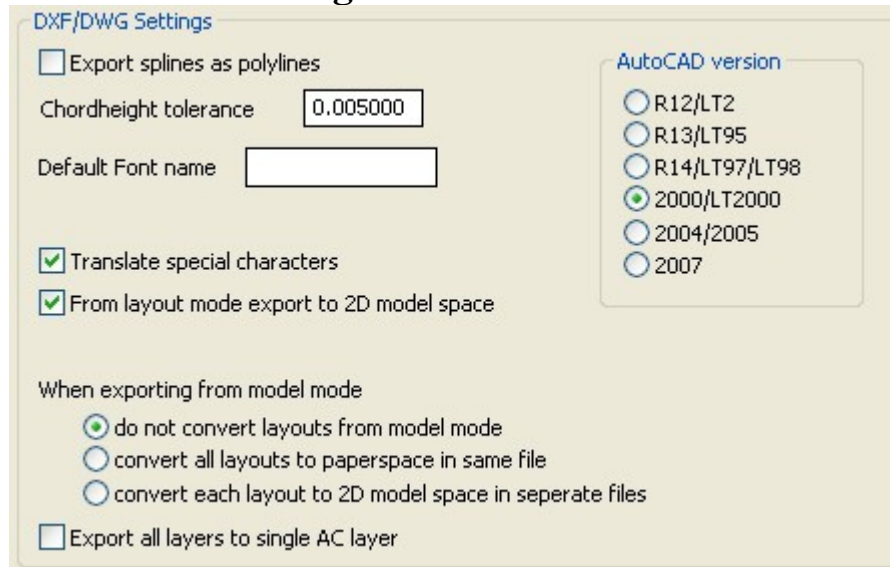 DXF/DWG Settings
Export splines as polylines
Chordheight tolerance 0.005000
Default Font name
Translate special characters
From layout mode export to 2D model space
AutoCAD version
R12/LT2
R13/LT95
R14/LT97/LT98
2000/LT2000
2004/2005
2007
When exporting from model mode
do not convert layouts from model mode
convert all layouts to paperspace in same file
convert each layout to 2D model space in seperate files
Export all layers to single AC layer